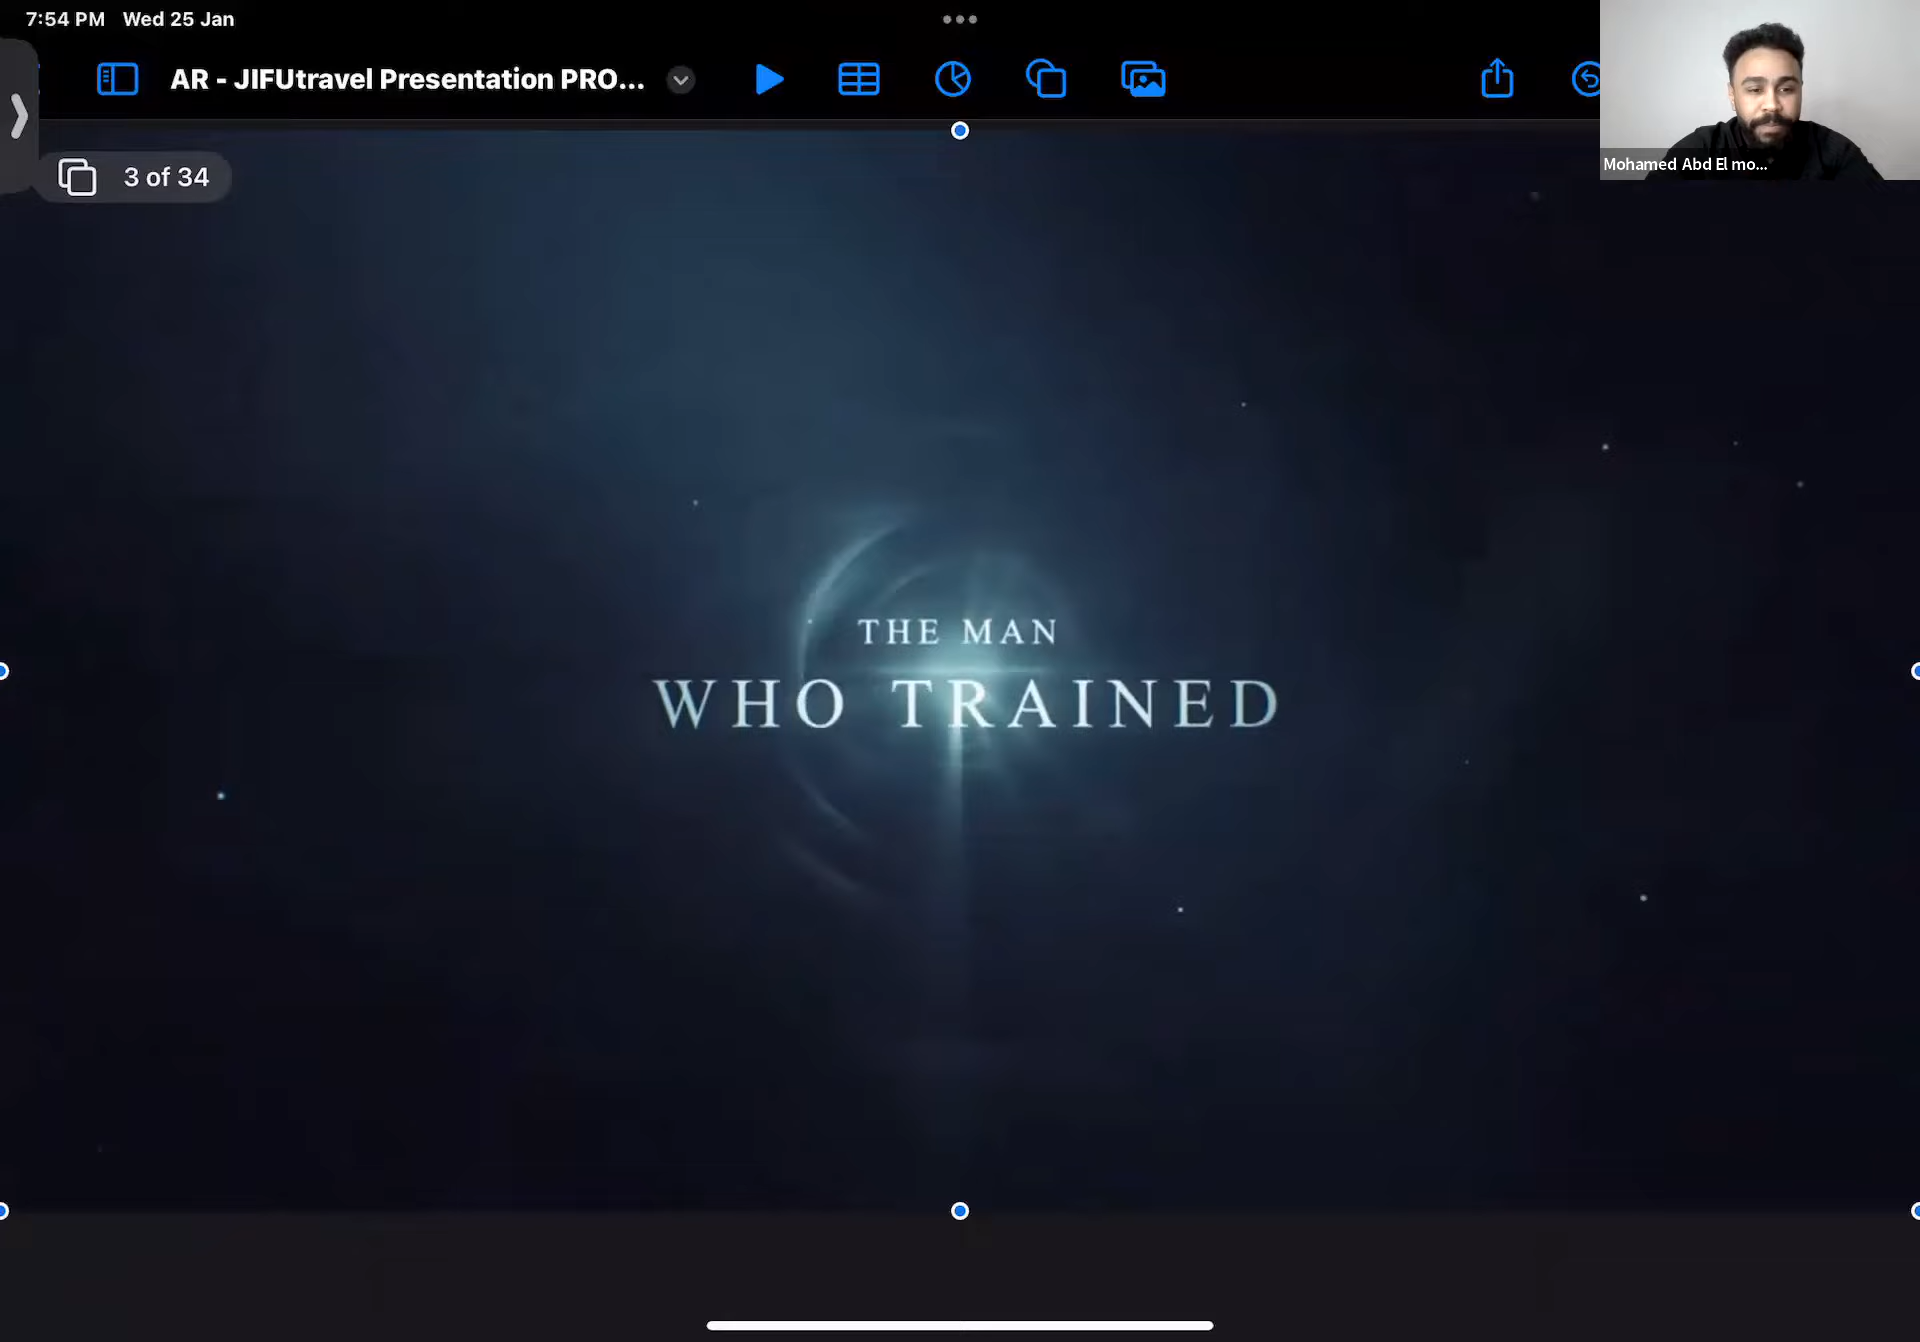 7:54 PM Wed 25 Jan
AR - JIFUtravel Presentation PRO...
Mohamed Abd El mo...
3 of 34
THE MAN
WHO TRAINED